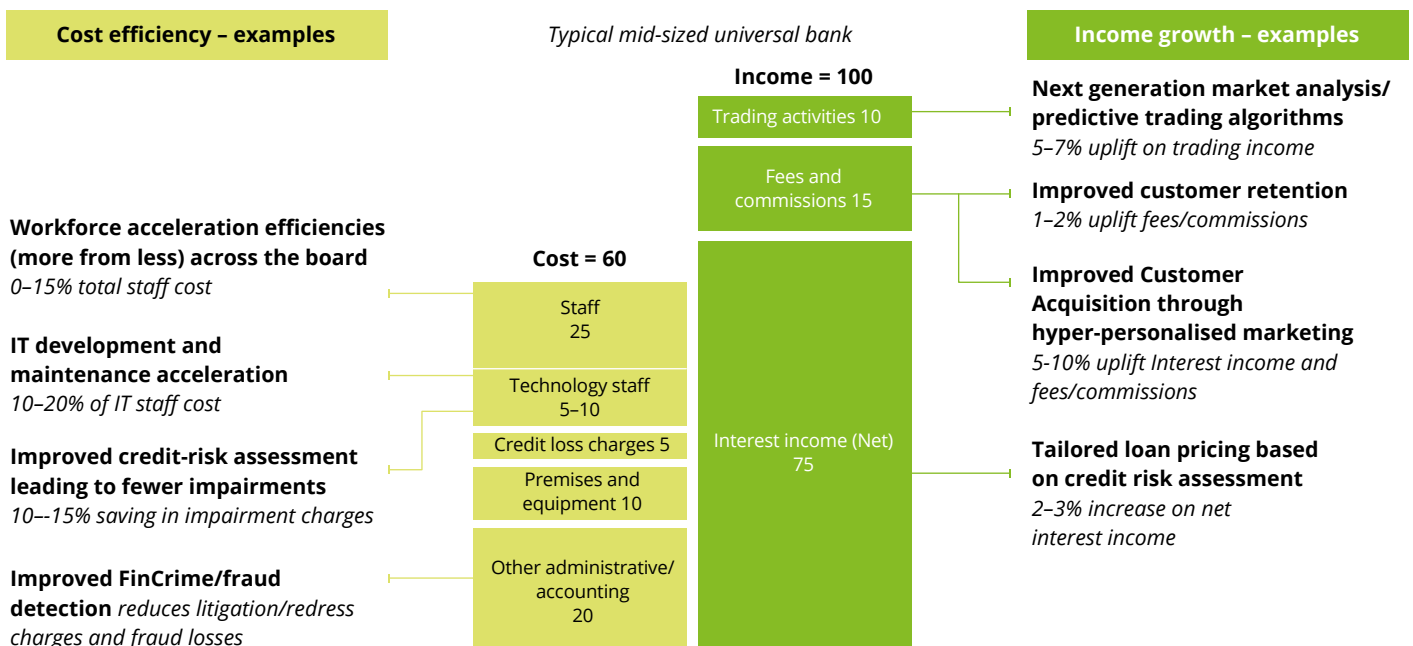 Cost efficiency – examples
Typical mid-sized universal bank
Income growth – examples
Workforce acceleration efficiencies
(more from less) across the board
0–15% total staff cost
IT development and
maintenance acceleration
10–20% of IT staff cost
Improved credit-risk assessment
leading to fewer impairments
10–-15% saving in impairment charges
Improved FinCrime/fraud
detection reduces litigation/redress
charges and fraud losses
Cost = 60
Staff
25
Technology staff
5–10
Credit loss charges 5
Premises and
equipment 10
Other administrative/
accounting
20
Income = 100
Trading activities 10
Fees and
commissions 15
Interest income (Net)
75
Next generation market analysis/
predictive trading algorithms
5–7% uplift on trading income
Improved customer retention
1–2% uplift fees/commissions
Improved Customer
Acquisition through
hyper-personalised marketing
5-10% uplift Interest income and
fees/commissions
Tailored loan pricing based
on credit risk assessment
2–3% increase on net
interest income